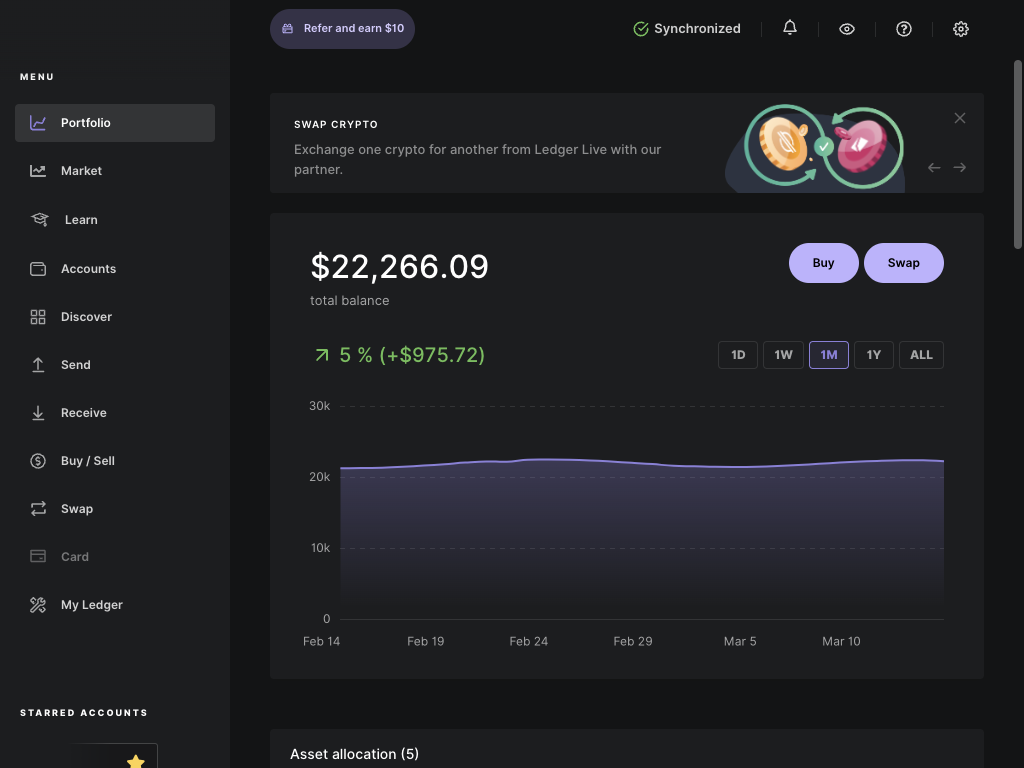 Refer and earn $10
Synchronized
MENU
Portfolio
Market
Learn
Accounts
Discover
Send
Receive
Buy / Sell
Swap
Card
My Ledger
STARRED ACCOUNTS
SWAP CRYPTO
Exchange one crypto for another from Ledger Live with our
partner.
$22,266.09
total balance
Buy
Swap
5 % (+$975.72)
1D
1W
1M
1Y
ALL
30k
20k
10k
0
Feb 14
Feb 19
Feb 24
Feb 29
Mar 5
Mar 10
Asset allocation (5)